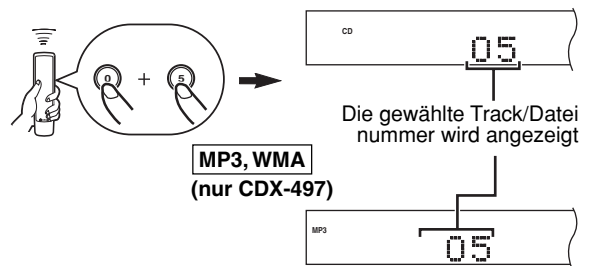 CD
05
0 + 5
Die gewählte Track/Datei
nummer wird angezeigt
MP3, WMA
(nur CDX-497)
MP3
05